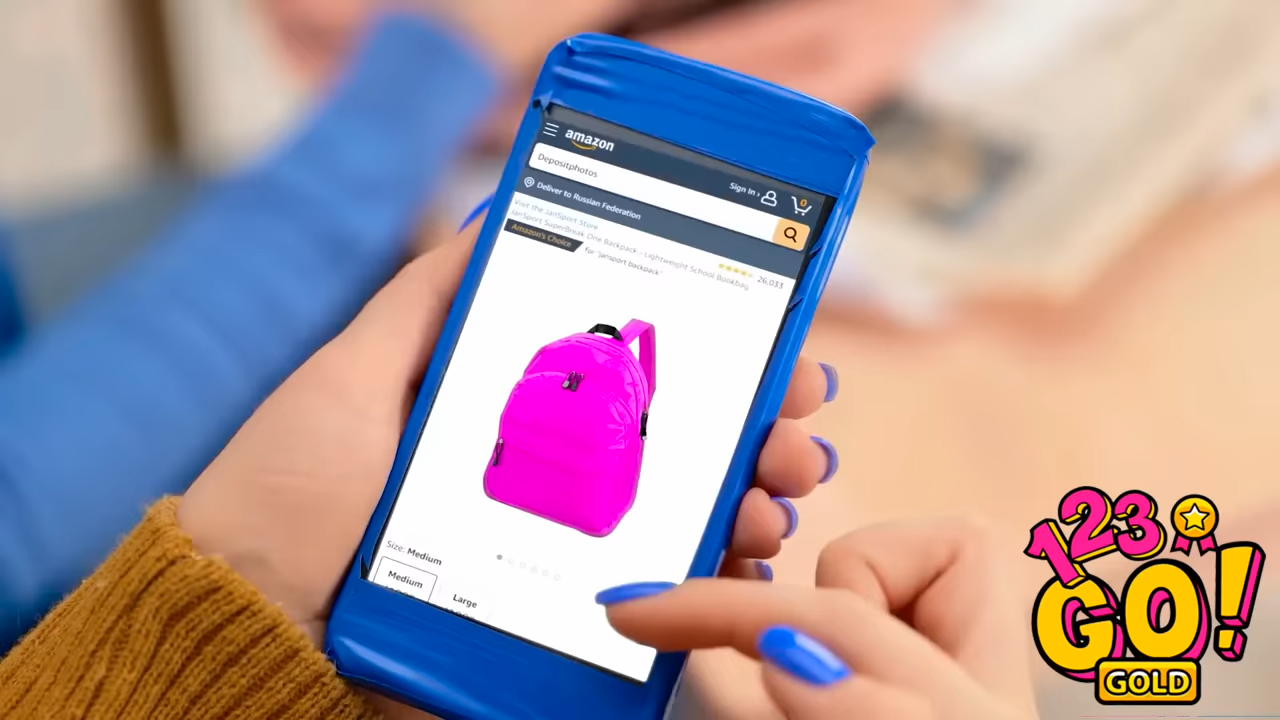 amazon
Depositphotos
Sign In ›
0
Deliver to Russian Federation
Visit the JanSport Store
JanSport SuperBreak One Backpack - Lightweight School Bookbag
26,033
Amazon's Choice
for "jansport backpack"
Size: Medium
Medium
Large
123
GO!
GOLD